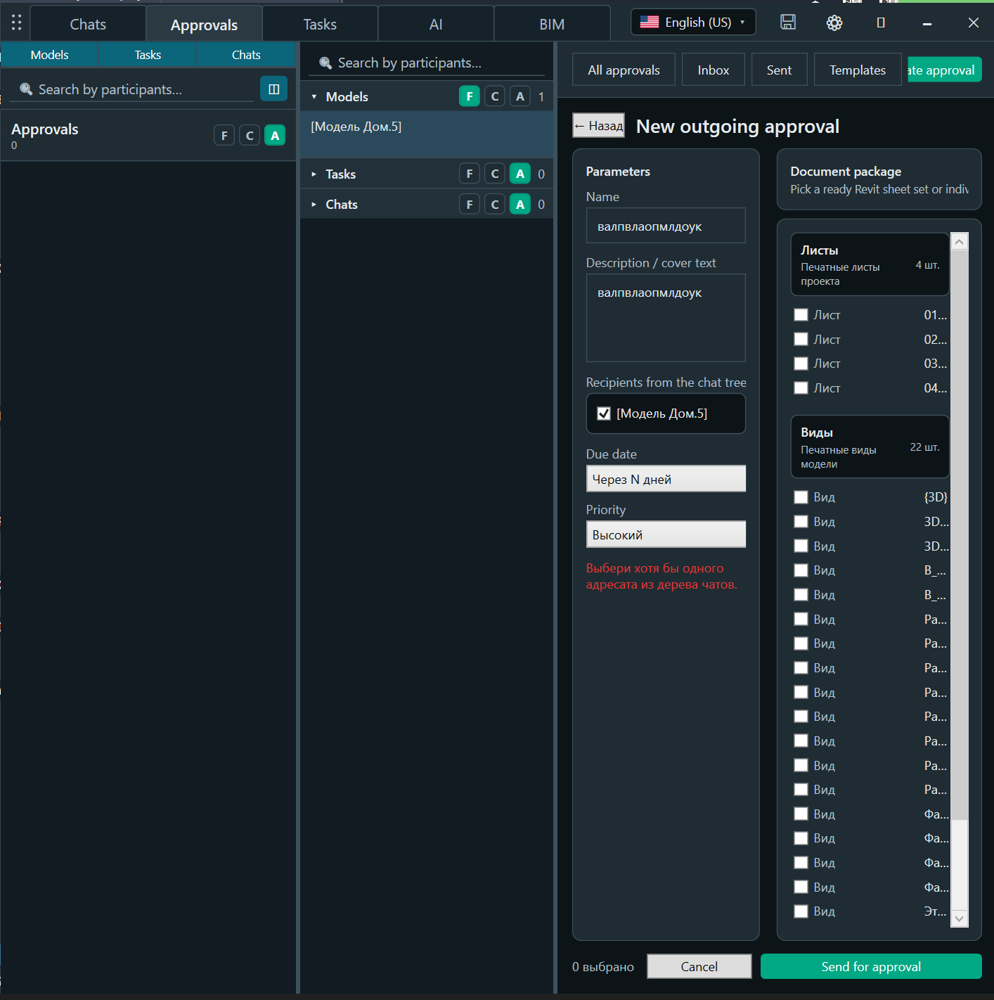 Chats
Approvals
Tasks
AI
BIM
English (US)
Models
Tasks
Chats
Search by participants...
Approvals
F
C
A
0
Search by participants...
Models
F
C
A
1
[Модель Дом.5]
Tasks
F
C
A
0
Chats
F
C
A
0
All approvals
Inbox
Sent
Templates
ate approval
← Назад
New outgoing approval
Parameters
Name
валпвлаопмлдоук
Description / cover text
валпвлаопмлдоук
Recipients from the chat tree
[Модель Дом.5]
Due date
Через N дней
Priority
Высокий
Выбери хотя бы одного
адресата из дерева чатов.
Document package
Pick a ready Revit sheet set or indiv
Листы
Печатные листы
проекта
4 шт.
Лист 01...
Лист 02...
Лист 03...
Лист 04...
Виды
Печатные виды
модели
22 шт.
Вид {3D}
Вид 3D...
Вид 3D...
Вид В_...
Вид В_...
Вид Ра...
Вид Ра...
Вид Ра...
Вид Ра...
Вид Ра...
Вид Ра...
Вид Ра...
Вид Ра...
Вид Фа...
Вид Фа...
Вид Фа...
Вид Фа...
Вид Эт...
0 выбрано
Cancel
Send for approval